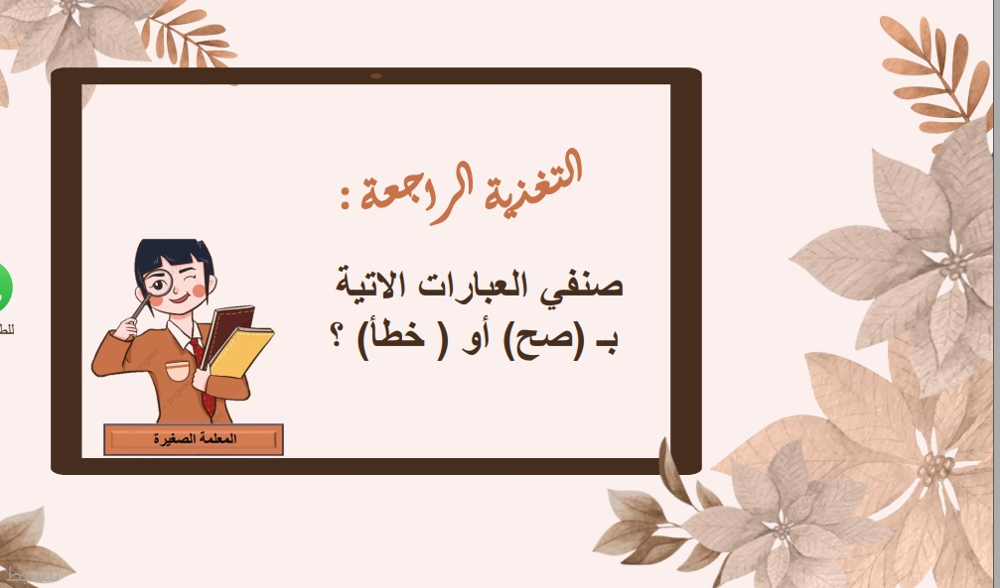 التغذية الراجعة :
صنفي العبارات الاتية
بـ (صح) أو ( خطأ) ؟
المعلمة الصغيرة